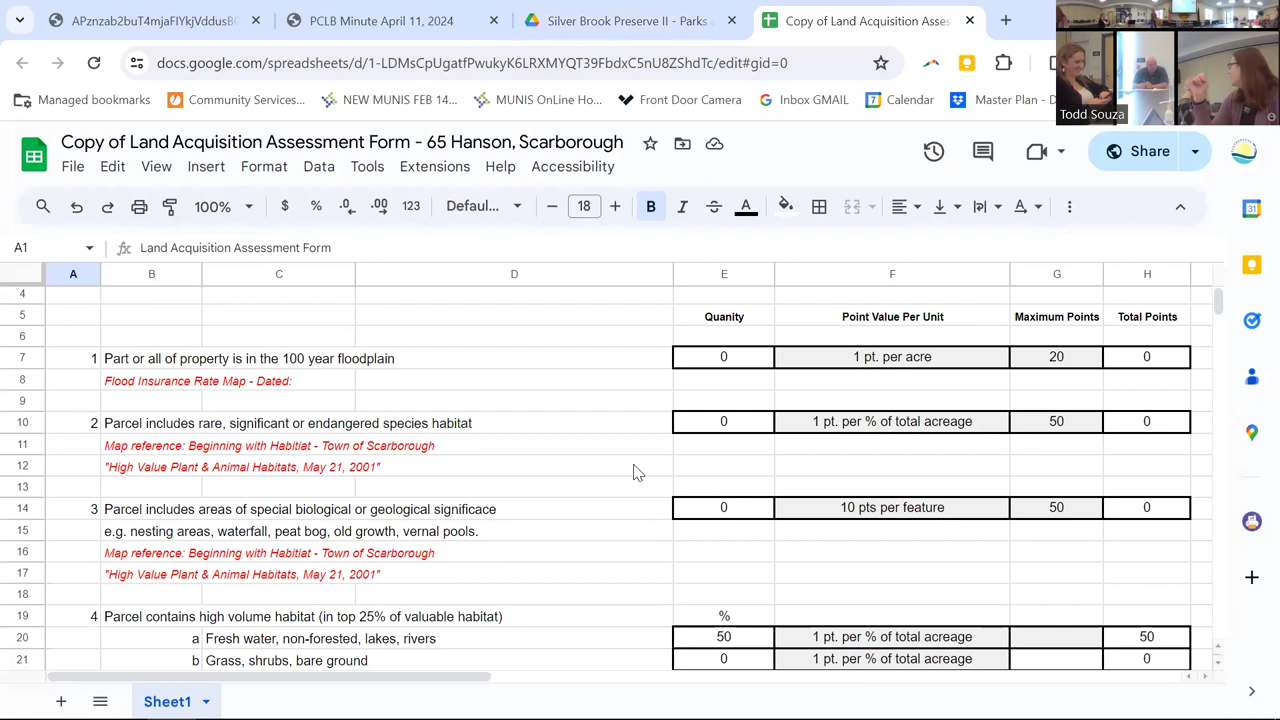 APznzab2buT4mjaFIYkjVddusB
PCLB Minute April 11, 2024
Silver Brook Preserve II - Parks
Copy of Land Acquisition Asses
docs.google.com/spreadsheets/d/1-LDMsCpUgatfPwukyK6LRXMYQT39FbdxC5nU8ZShdTc/edit#gid=0
Managed bookmarks
Community Services...
NEW MUNIS FEB 14...
MUNIS OnLine Ho...
Front Door Camera
Inbox GMAIL
Calendar
Master Plan - D
Todd Souza
Copy of Land Acquisition Assessment Form - 65 Hanson, Scarborough
File Edit View Insert Format Data Tools Extensions Help Accessibility
Share
100% $ % .0 .00 123 Defaul... 18 B I S A
A1 fx Land Acquisition Assessment Form
A B C D E F G H
4
5 Quanity Point Value Per Unit Maximum Points Total Points
6
7 1 Part or all of property is in the 100 year floodplain 0 1 pt. per acre 20 0
8 Flood Insurance Rate Map - Dated:
9
10 2 Parcel includes rare, significant or endangered species habitat 0 1 pt. per % of total acreage 50 0
11 Map reference: Beginning with Habitiat - Town of Scarborough
12 "High Value Plant & Animal Habitats, May 21, 2001"
13
14 3 Parcel includes areas of special biological or geological significace 0 10 pts per feature 50 0
15 e.g. nesting areas, waterfall, peat bog, old growth, vernal pools.
16 Map reference: Beginning with Habitiat - Town of Scarborough
17 "High Value Plant & Animal Habitats, May 21, 2001"
18
19 4 Parcel contains high volume habitat (in top 25% of valuable habitat) %
20 a Fresh water, non-forested, lakes, rivers 50 1 pt. per % of total acreage 50
21 b Grass, shrubs, bare ground 0 1 pt. per % of total acreage 0
Sheet1
31